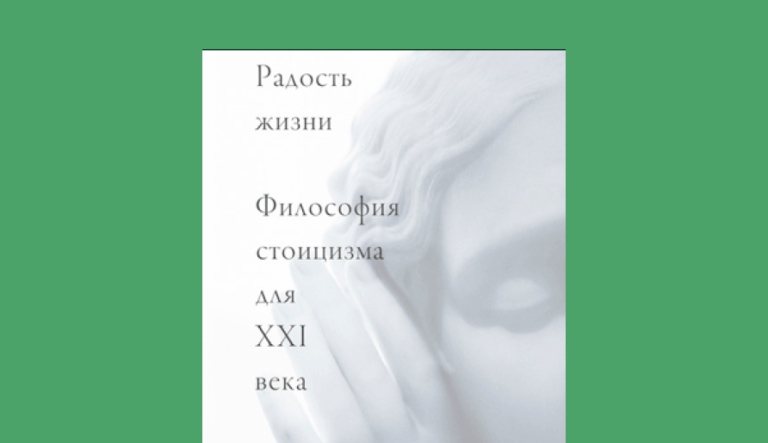 Радость
жизни
Философия
стоицизма
для
XXI
века